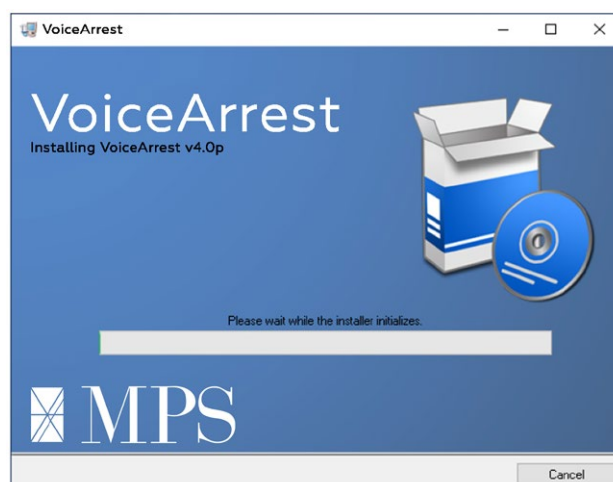 VoiceArrest
VoiceArrest
Installing VoiceArrest v4.0p
Please wait while the installer initializes.
MPS
Cancel